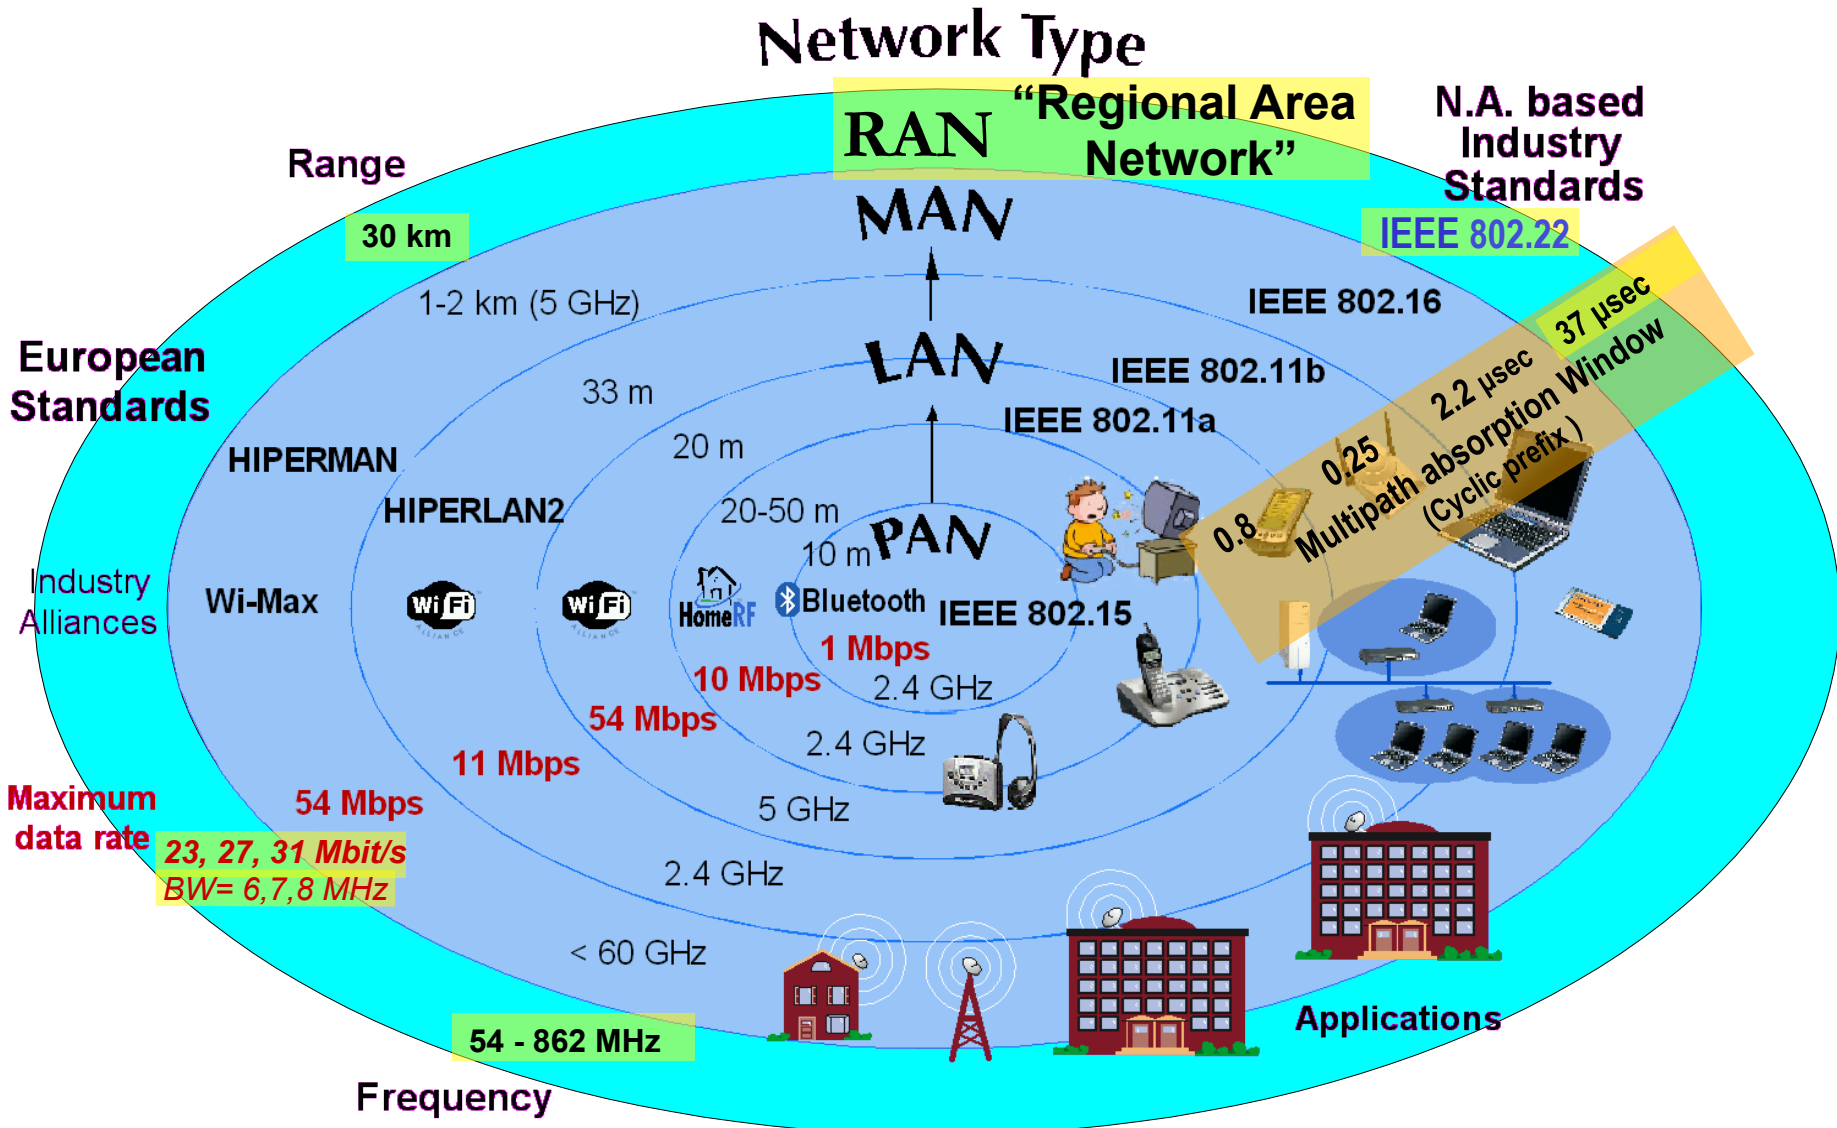 Network Type
RAN
“Regional Area
Network”
N.A. based
Industry
Standards
IEEE 802.22
Range
30 km
MAN
1-2 km (5 GHz)
IEEE 802.16
37 µsec
European
Standards
LAN
33 m
IEEE 802.11b
2.2 µsec
20 m
IEEE 802.11a
0.25
0.8
Multipath absorption Window
(Cyclic prefix )
HIPERMAN
HIPERLAN2
20-50 m
PAN
10 m
Industry
Alliances
Wi-Max
Wi Fi
ALLIANCE
Wi Fi
ALLIANCE
HomeRF
Bluetooth
IEEE 802.15
1 Mbps
10 Mbps
2.4 GHz
54 Mbps
2.4 GHz
11 Mbps
5 GHz
54 Mbps
Maximum
data rate
23, 27, 31 Mbit/s
BW= 6,7,8 MHz
2.4 GHz
< 60 GHz
54 - 862 MHz
Frequency
Applications